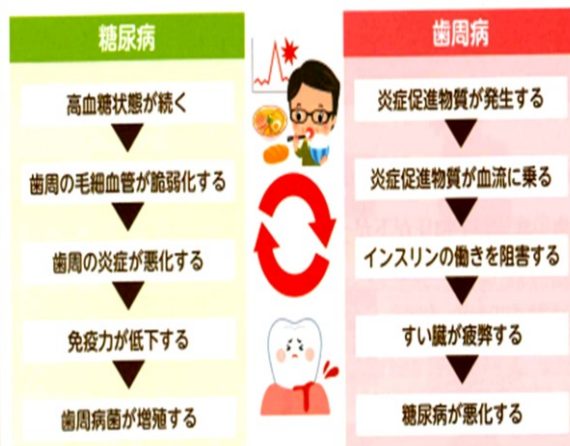 糖尿病
高血糖状態が続く
歯周の毛細血管が脆弱化する
歯周の炎症が悪化する
免疫力が低下する
歯周病菌が増殖する
歯周病
炎症促進物質が発生する
炎症促進物質が血流に乗る
インスリンの働きを阻害する
すい臓が疲弊する
糖尿病が悪化する